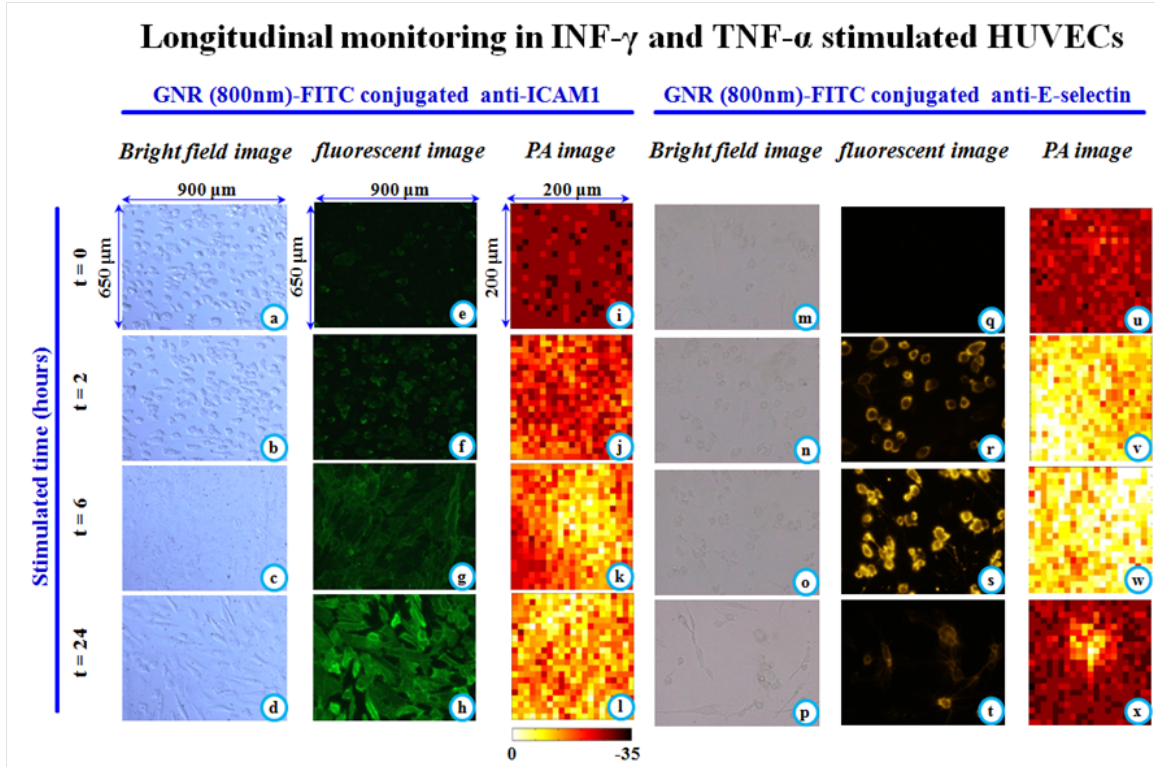 Longitudinal monitoring in INF-γ and TNF-α stimulated HUVECs
GNR (800nm)-FITC conjugated anti-ICAM1
GNR (800nm)-FITC conjugated anti-E-selectin
Bright field image
fluorescent image
PA image
Bright field image
fluorescent image
PA image
900 µm
900 µm
200 µm
Stimulated time (hours)
t = 0
650 µm
a
650 µm
e
200 µm
i
m
q
u
t = 2
b
f
j
n
r
v
t = 6
c
g
k
o
s
w
t = 24
d
h
l
p
t
x
0
-35